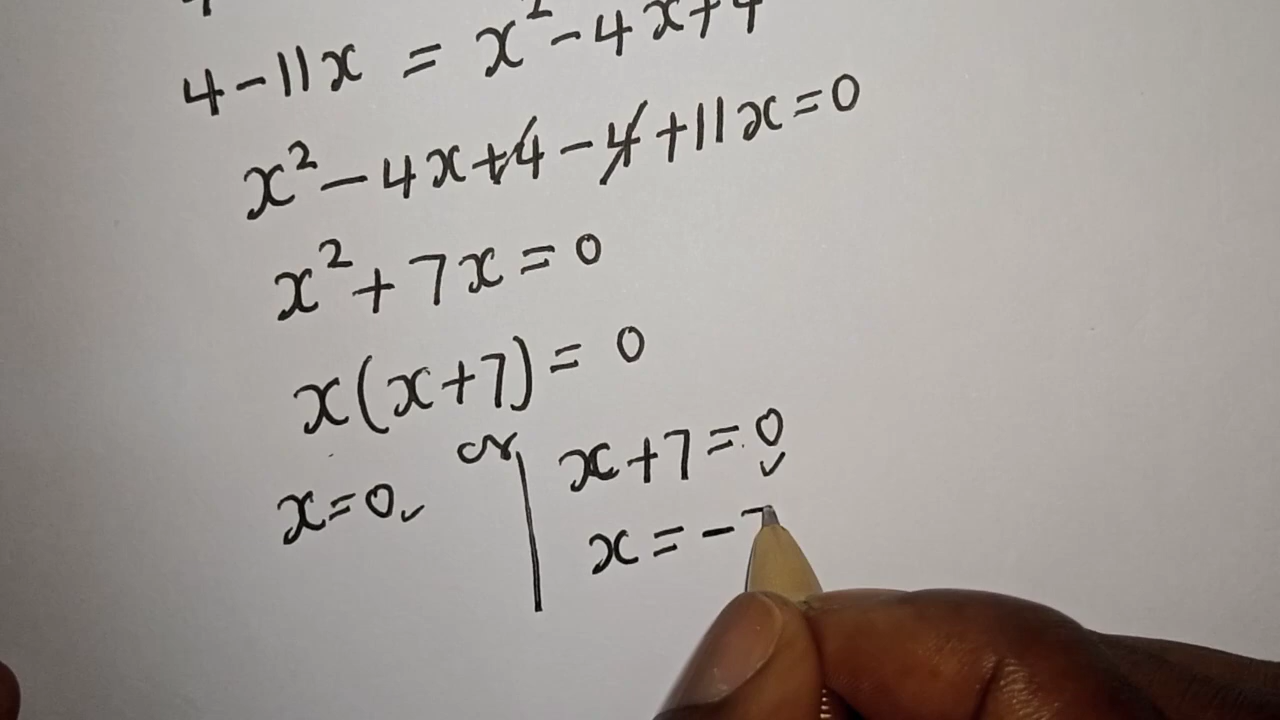 4-11x = x²-4x+4
x²-4x+4-4+11x=0
x²+7x=0
x(x+7)=0
or
x+7=0
x=0
x=-7